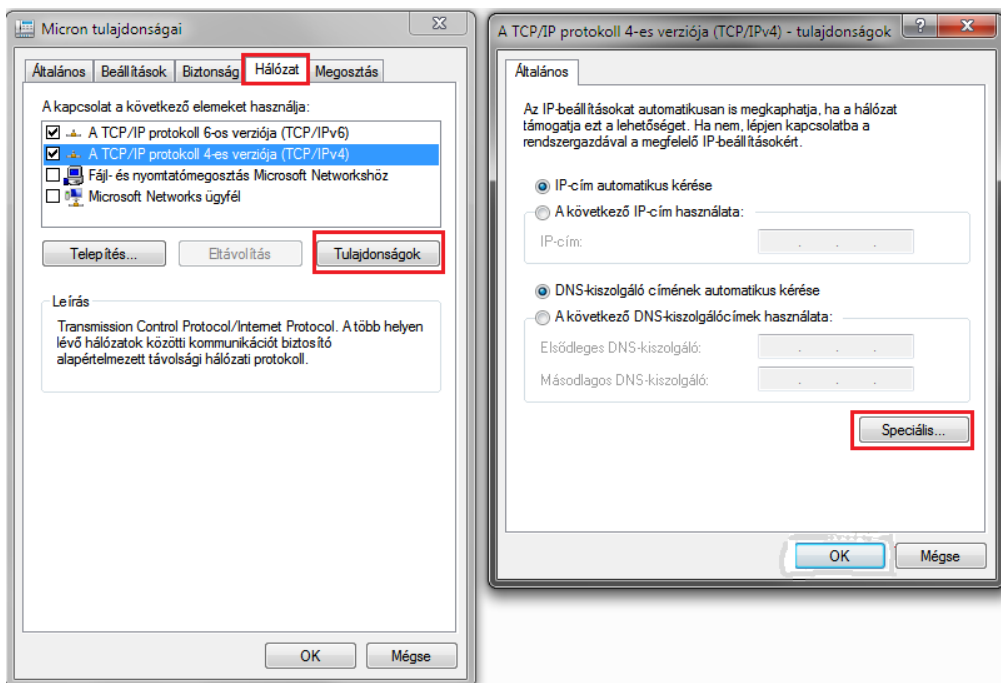 Micron tulajdonságai
Általános Beállítások Biztonság Hálózat Megosztás
A kapcsolat a következő elemeket használja:
A TCP/IP protokoll 6-os verziója (TCP/IPv6)
A TCP/IP protokoll 4-es verziója (TCP/IPv4)
Fájl- és nyomtatómegosztás Microsoft Networkshöz
Microsoft Networks ügyfél
Telepítés... Eltávolítás Tulajdonságok
Leírás
Transmission Control Protocol/Internet Protocol. A több helyen
lévő hálózatok közötti kommunikációt biztosító
alapértelmezett távolsági hálózati protokoll.
OK Mégse
A TCP/IP protokoll 4-es verziója (TCP/IPv4) - tulajdonságok
Általános
Az IP-beállításokat automatikusan is megkaphatja, ha a hálózat
támogatja ezt a lehetőséget. Ha nem, lépjen kapcsolatba a
rendszergazdával a megfelelő IP-beállításokért.
IP-cím automatikus kérése
A következő IP-cím használata:
IP-cím: . . .
DNS-kiszolgáló címének automatikus kérése
A következő DNS-kiszolgálócímek használata:
Elsődleges DNS-kiszolgáló: . . .
Másodlagos DNS-kiszolgáló: . . .
Speciális...
OK Mégse